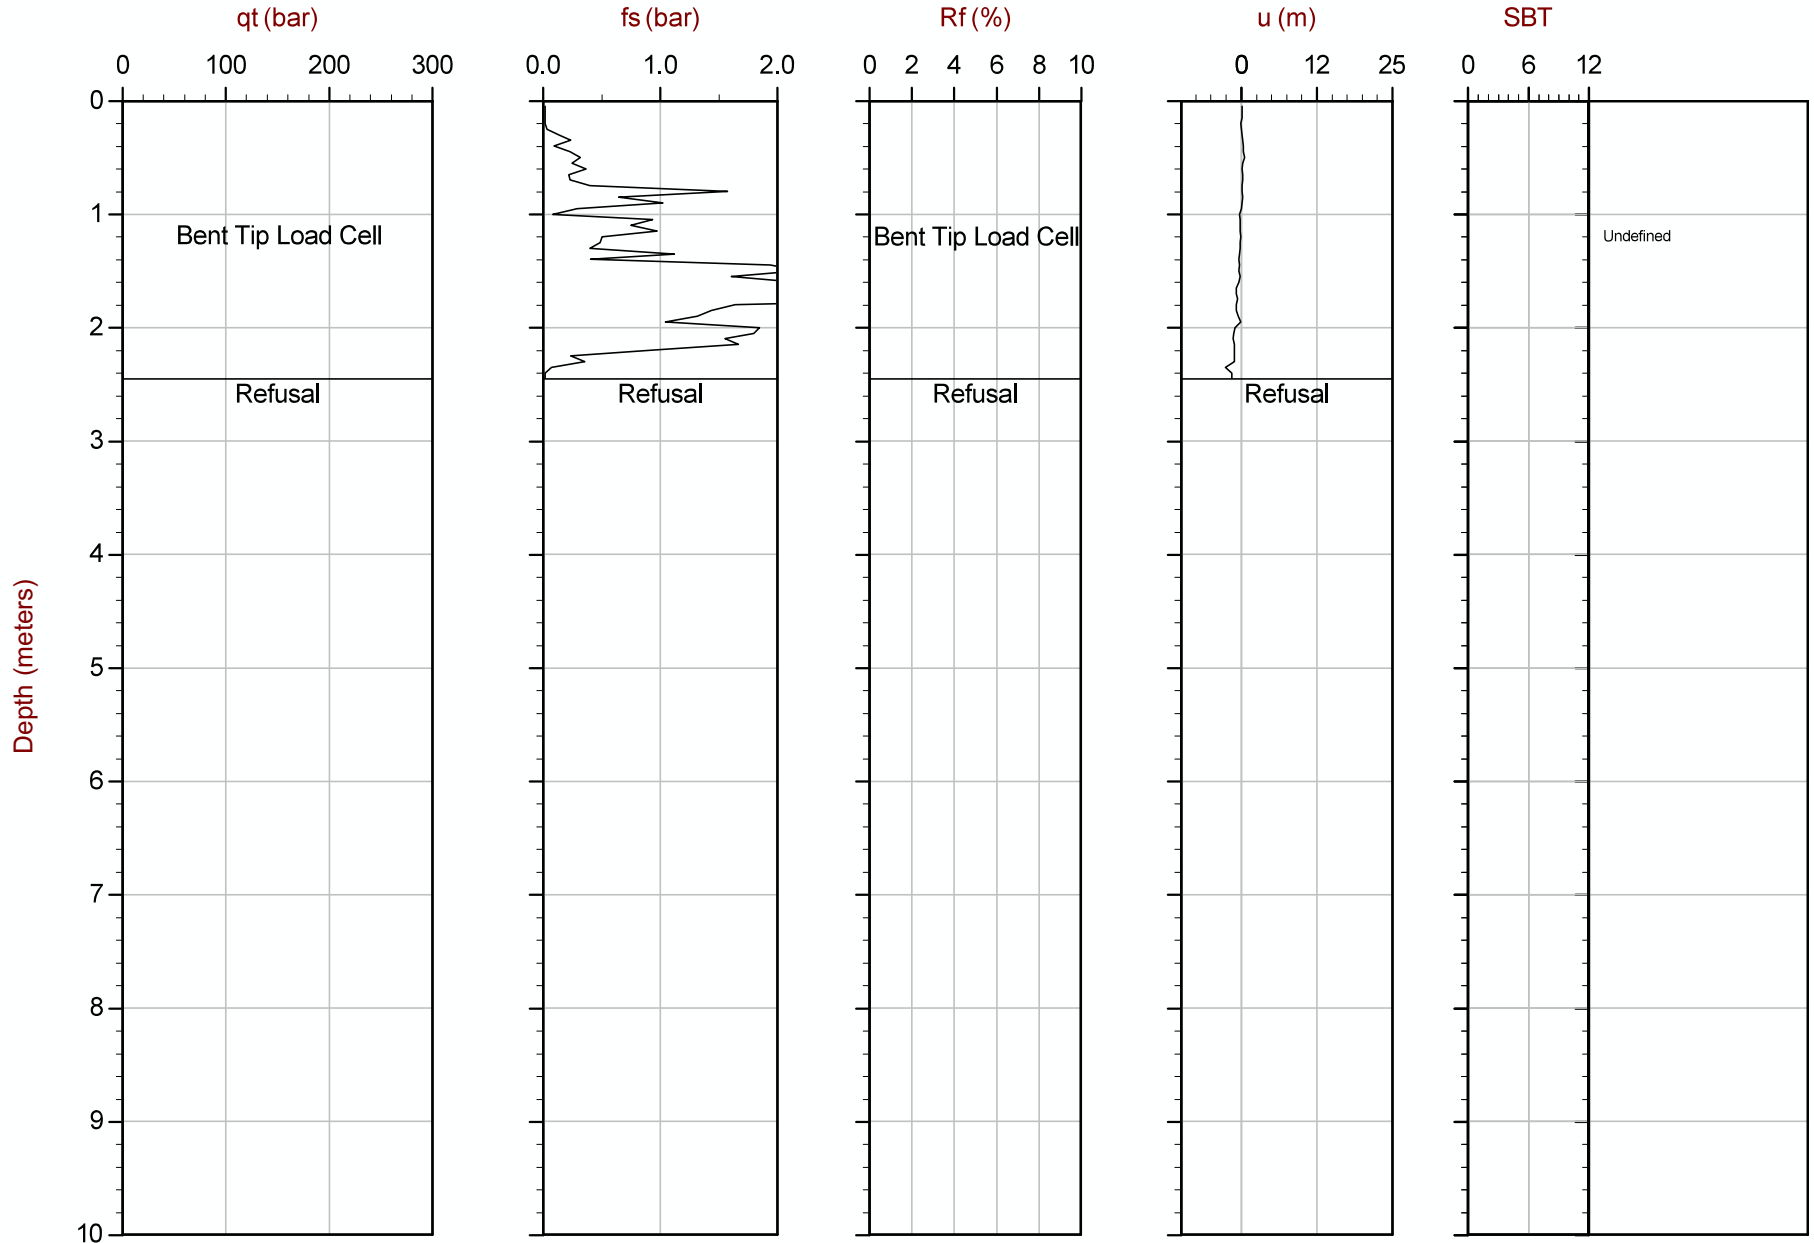 qt (bar) fs (bar) Rf (%) u (m) SBT
0 100 200 300 0.0 1.0 2.0 0 2 4 6 8 10 0 12 25 0 6 12
0
1
Bent Tip Load Cell Bent Tip Load Cell Undefined
2
Refusal Refusal Refusal Refusal
3
4
5
Depth (meters)
6
7
8
9
10